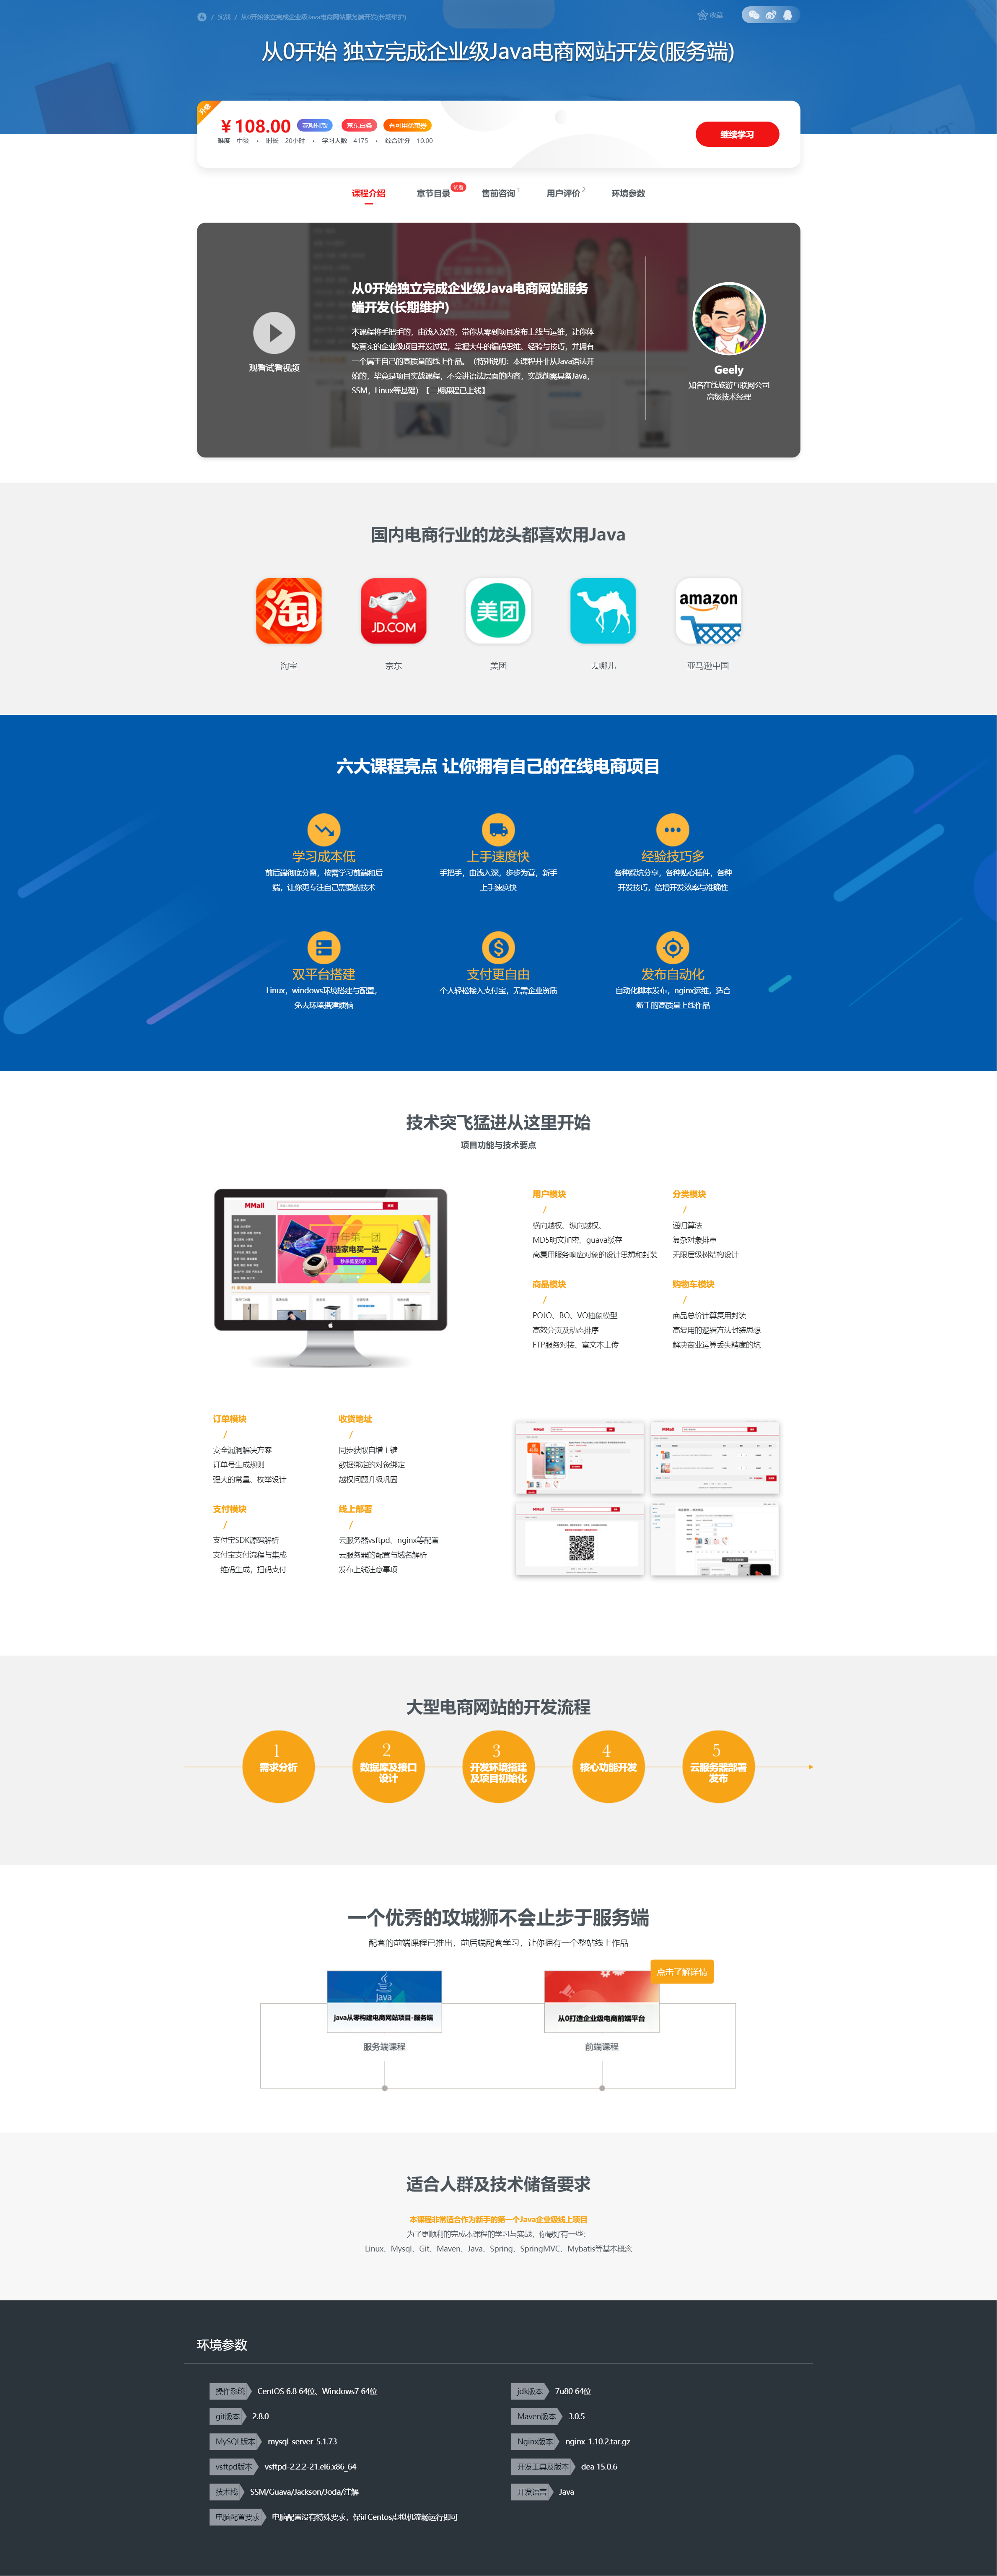 / 实战 / 从0开始独立完成企业级Java电商网站服务端开发(长期维护)
收藏
从0开始 独立完成企业级Java电商网站开发(服务端)
升级
￥108.00 花呗付款 京东白条 有可用优惠券
难度 中级 · 时长 20小时 · 学习人数 4175 · 综合评分 10.00
继续学习
课程介绍 章节目录 试看 售前咨询 1 用户评价 2 环境参数
从0开始独立完成企业级Java电商网站服务
端开发(长期维护)
本课程将手把手的，由浅入深的，带你从零到项目发布上线与运维，让你体
验真实的企业级项目开发过程，掌握大牛的编码思维、经验与技巧，并拥有
一个属于自己的高质量的线上作品。（特别说明：本课程并非从Java语法开
始的，毕竟是项目实战课程，不会讲语法层面的内容，实战前需具备Java，
SSM，Linux等基础）【二期课程已上线】
观看试看视频
Geely
知名在线旅游互联网公司
高级技术经理
国内电商行业的龙头都喜欢用Java
淘
JD.COM
美团
amazon
淘宝 京东 美团 去哪儿 亚马逊中国
六大课程亮点 让你拥有自己的在线电商项目
学习成本低
前后端彻底分离，按需学习前端和后
端，让你更专注自己需要的技术
上手速度快
手把手，由浅入深，步步为营，新手
上手速度快
经验技巧多
各种踩坑分享，各种贴心插件，各种
开发技巧，倍增开发效率与准确性
双平台搭建
Linux，windows环境搭建与配置，
免去环境搭建烦恼
支付更自由
个人轻松接入支付宝，无需企业资质
发布自动化
自动化脚本发布，nginx运维，适合
新手的高质量上线作品
技术突飞猛进从这里开始
项目功能与技术要点
MMall
开年第一团
精选家电买一送一
用户模块
/
横向越权、纵向越权、
MD5明文加密、guava缓存
高复用服务响应对象的设计思想和封装
分类模块
/
递归算法
复杂对象排重
无限层级树结构设计
商品模块
/
POJO、BO、VO抽象模型
高效分页及动态排序
FTP服务对接、富文本上传
购物车模块
/
商品总价计算复用封装
高复用的逻辑方法封装思想
解决商业运算丢失精度的坑
订单模块
/
安全漏洞解决方案
订单号生成规则
强大的常量、枚举设计
收货地址
/
同步获取自增主键
数据绑定的对象绑定
越权问题升级巩固
支付模块
/
支付宝SDK源码解析
支付宝支付流程与集成
二维码生成，扫码支付
线上部署
/
云服务器vsftpd、nginx等配置
云服务器的配置与域名解析
发布上线注意事项
MMall
MMall
MMall
大型电商网站的开发流程
1
需求分析
2
数据库及接口
设计
3
开发环境搭建
及项目初始化
4
核心功能开发
5
云服务器部署
发布
一个优秀的攻城狮不会止步于服务端
配套的前端课程已推出，前后端配套学习，让你拥有一个整站线上作品
点击了解详情
Java
java从零构建电商网站项目-服务端
从0打造企业级电商前端平台
服务端课程 前端课程
适合人群及技术储备要求
本课程非常适合作为新手的第一个Java企业级线上项目
为了更顺利的完成本课程的学习与实战，你最好有一些：
Linux、Mysql、Git、Maven、Java、Spring、SpringMVC、Mybatis等基本概念
环境参数
操作系统 CentOS 6.8 64位、Windows7 64位
jdk版本 7u80 64位
git版本 2.8.0
Maven版本 3.0.5
MySQL版本 mysql-server-5.1.73
Nginx版本 nginx-1.10.2.tar.gz
vsftpd版本 vsftpd-2.2.2-21.el6.x86_64
开发工具及版本 dea 15.0.6
技术栈 SSM/Guava/Jackson/Joda/注解
开发语言 Java
电脑配置要求 电脑配置没有特殊要求，保证Centos虚拟机流畅运行即可